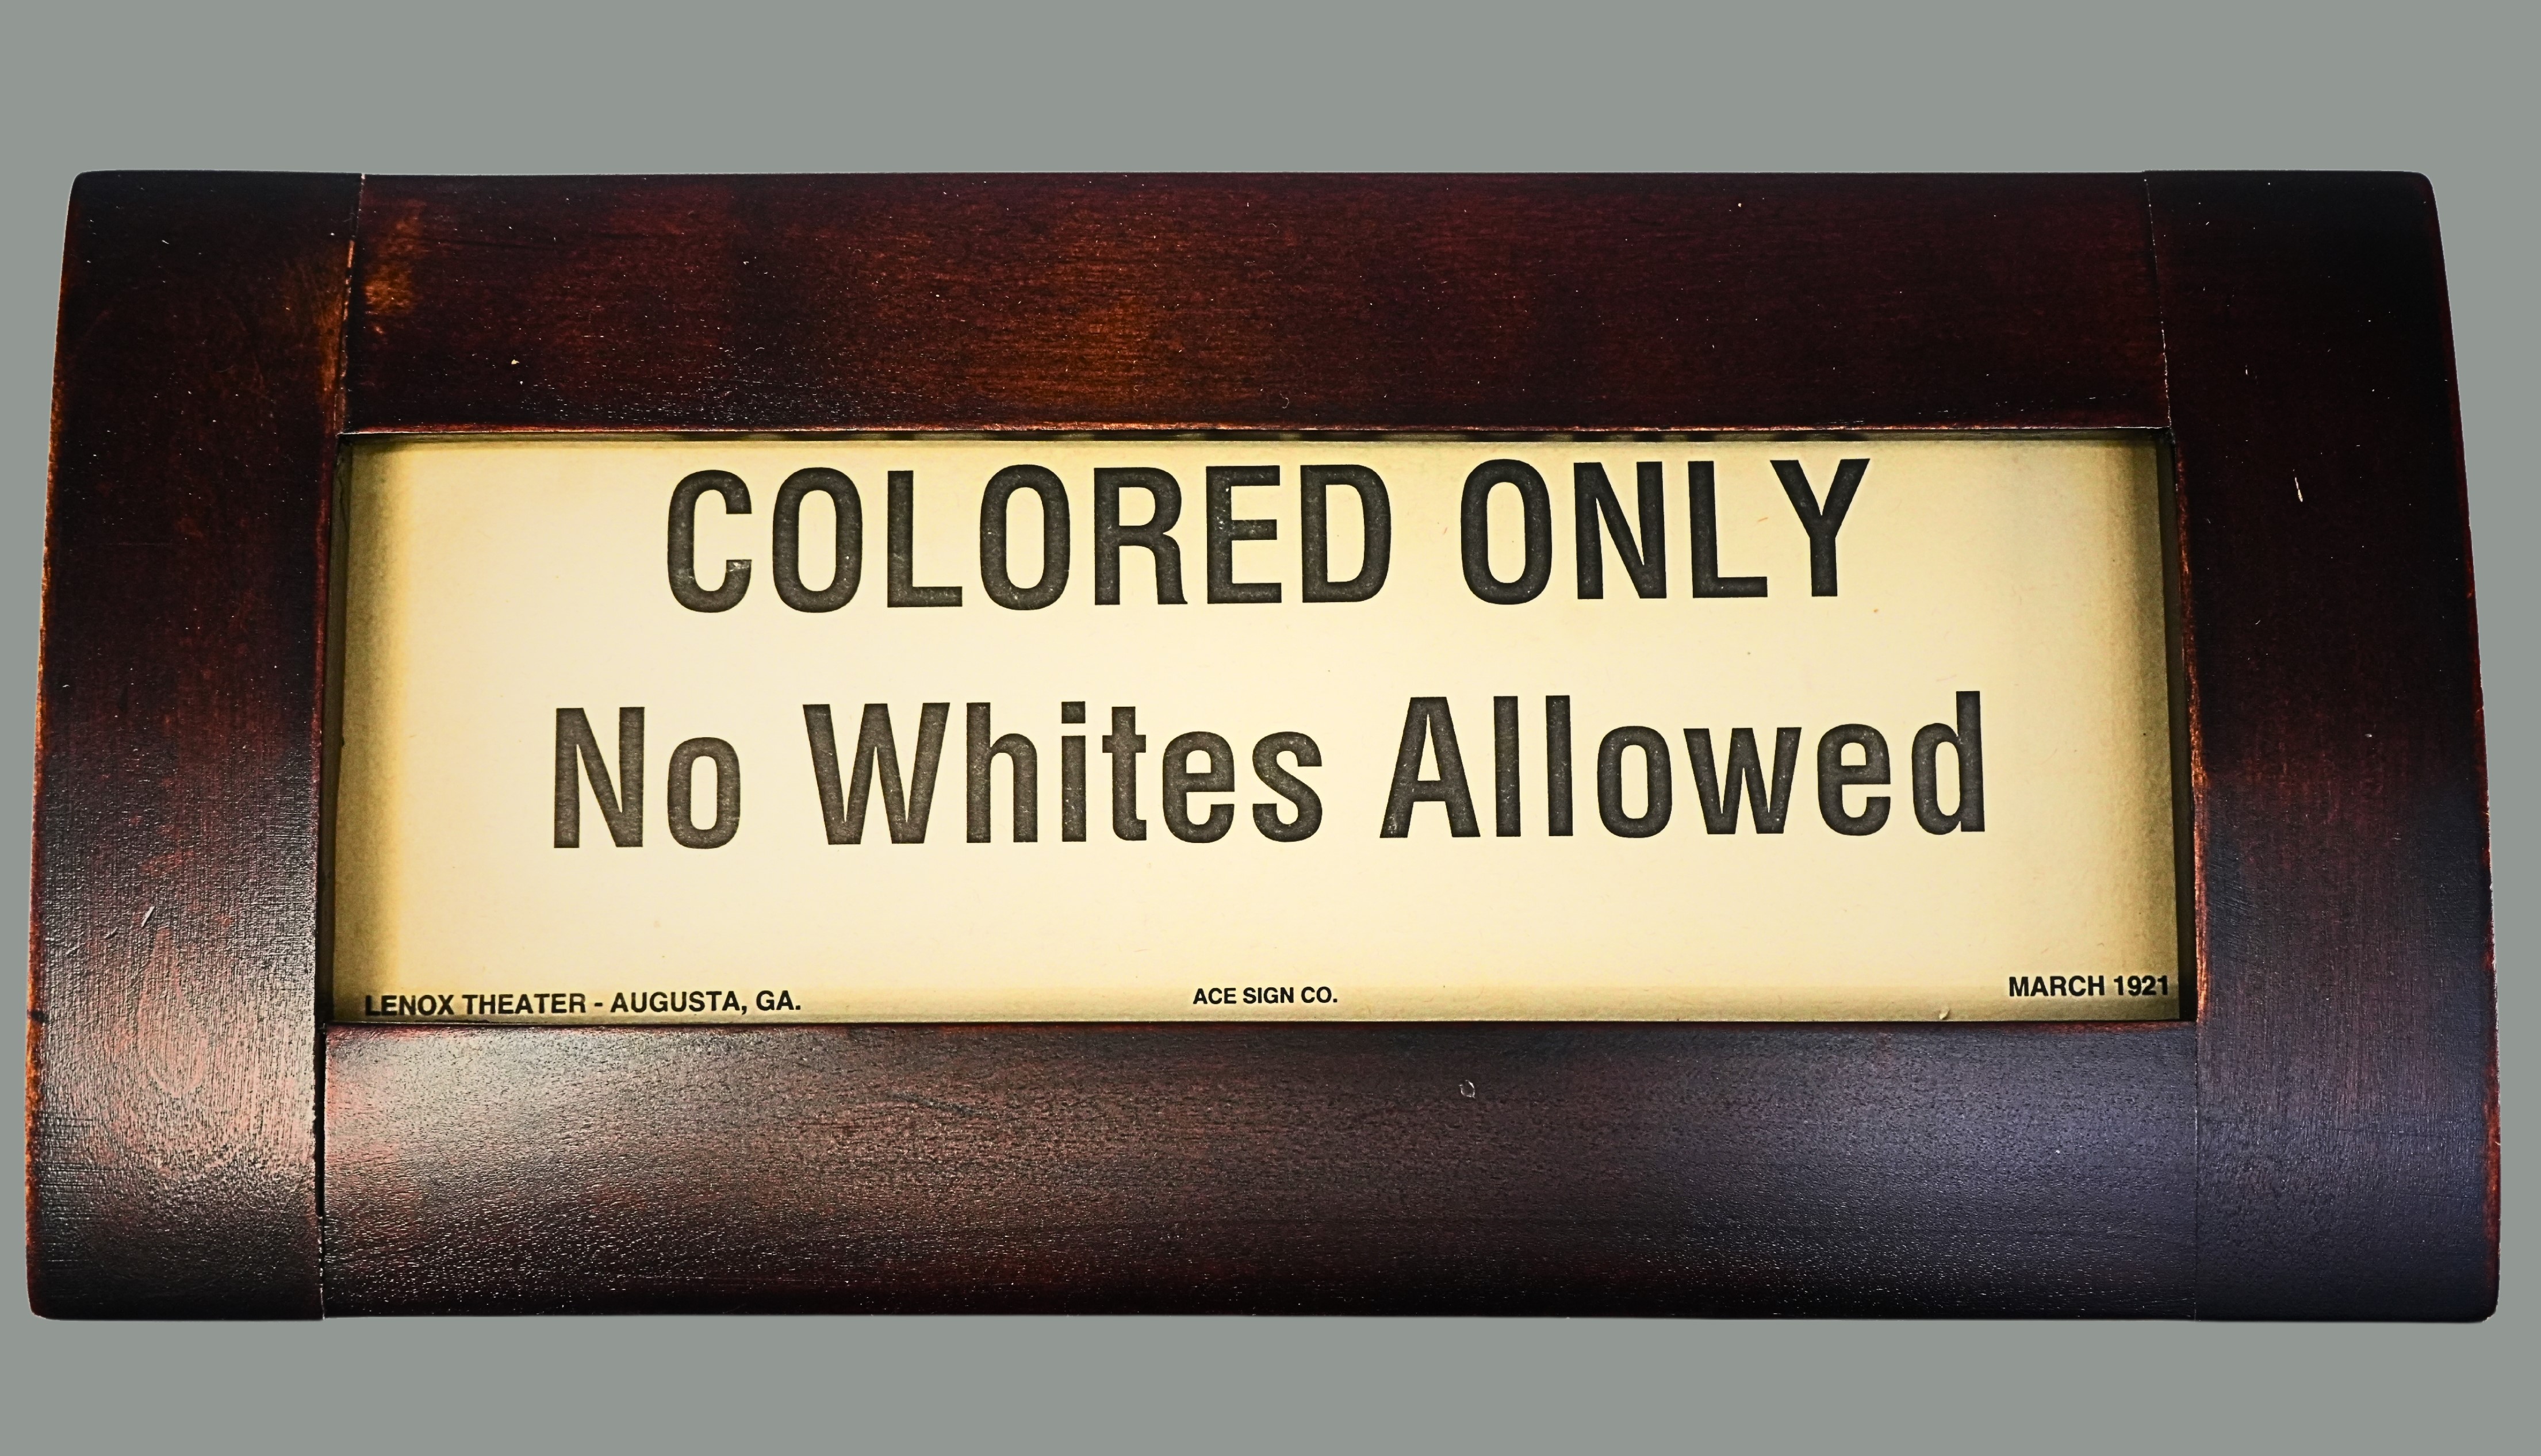 COLORED ONLY
No Whites Allowed
LENOX THEATER - AUGUSTA, GA.
ACE SIGN CO.
MARCH 1921